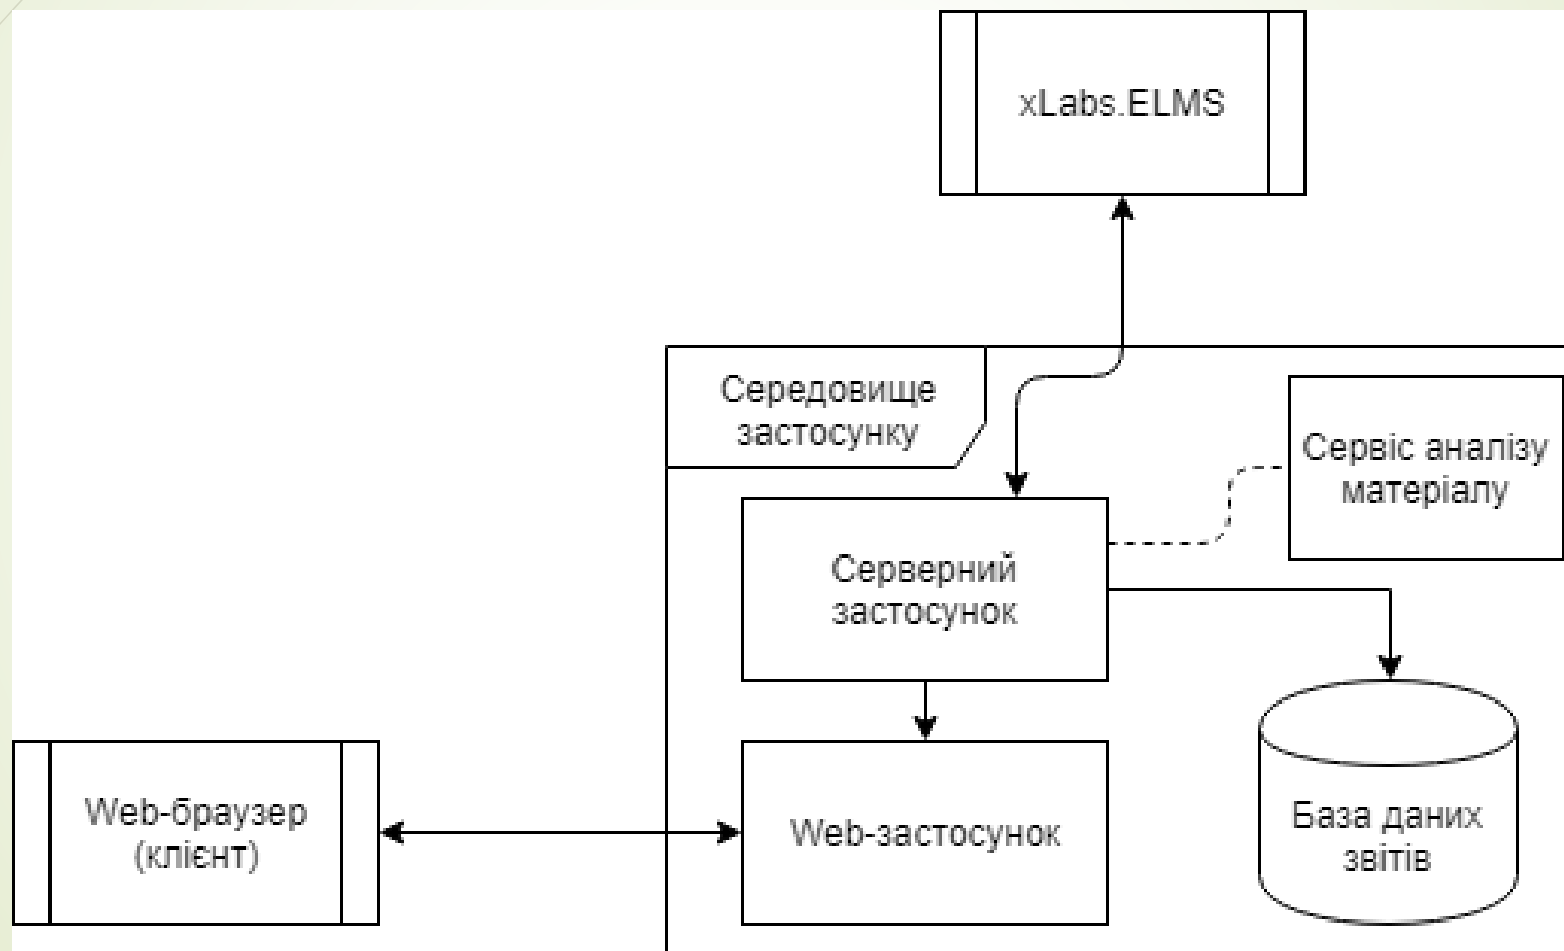 xLabs.ELMS
Середовище
застосунку
Сервіс аналізу
матеріалу
Серверний
застосунок
Web-браузер
(клієнт)
Web-застосунок
База даних
звітів